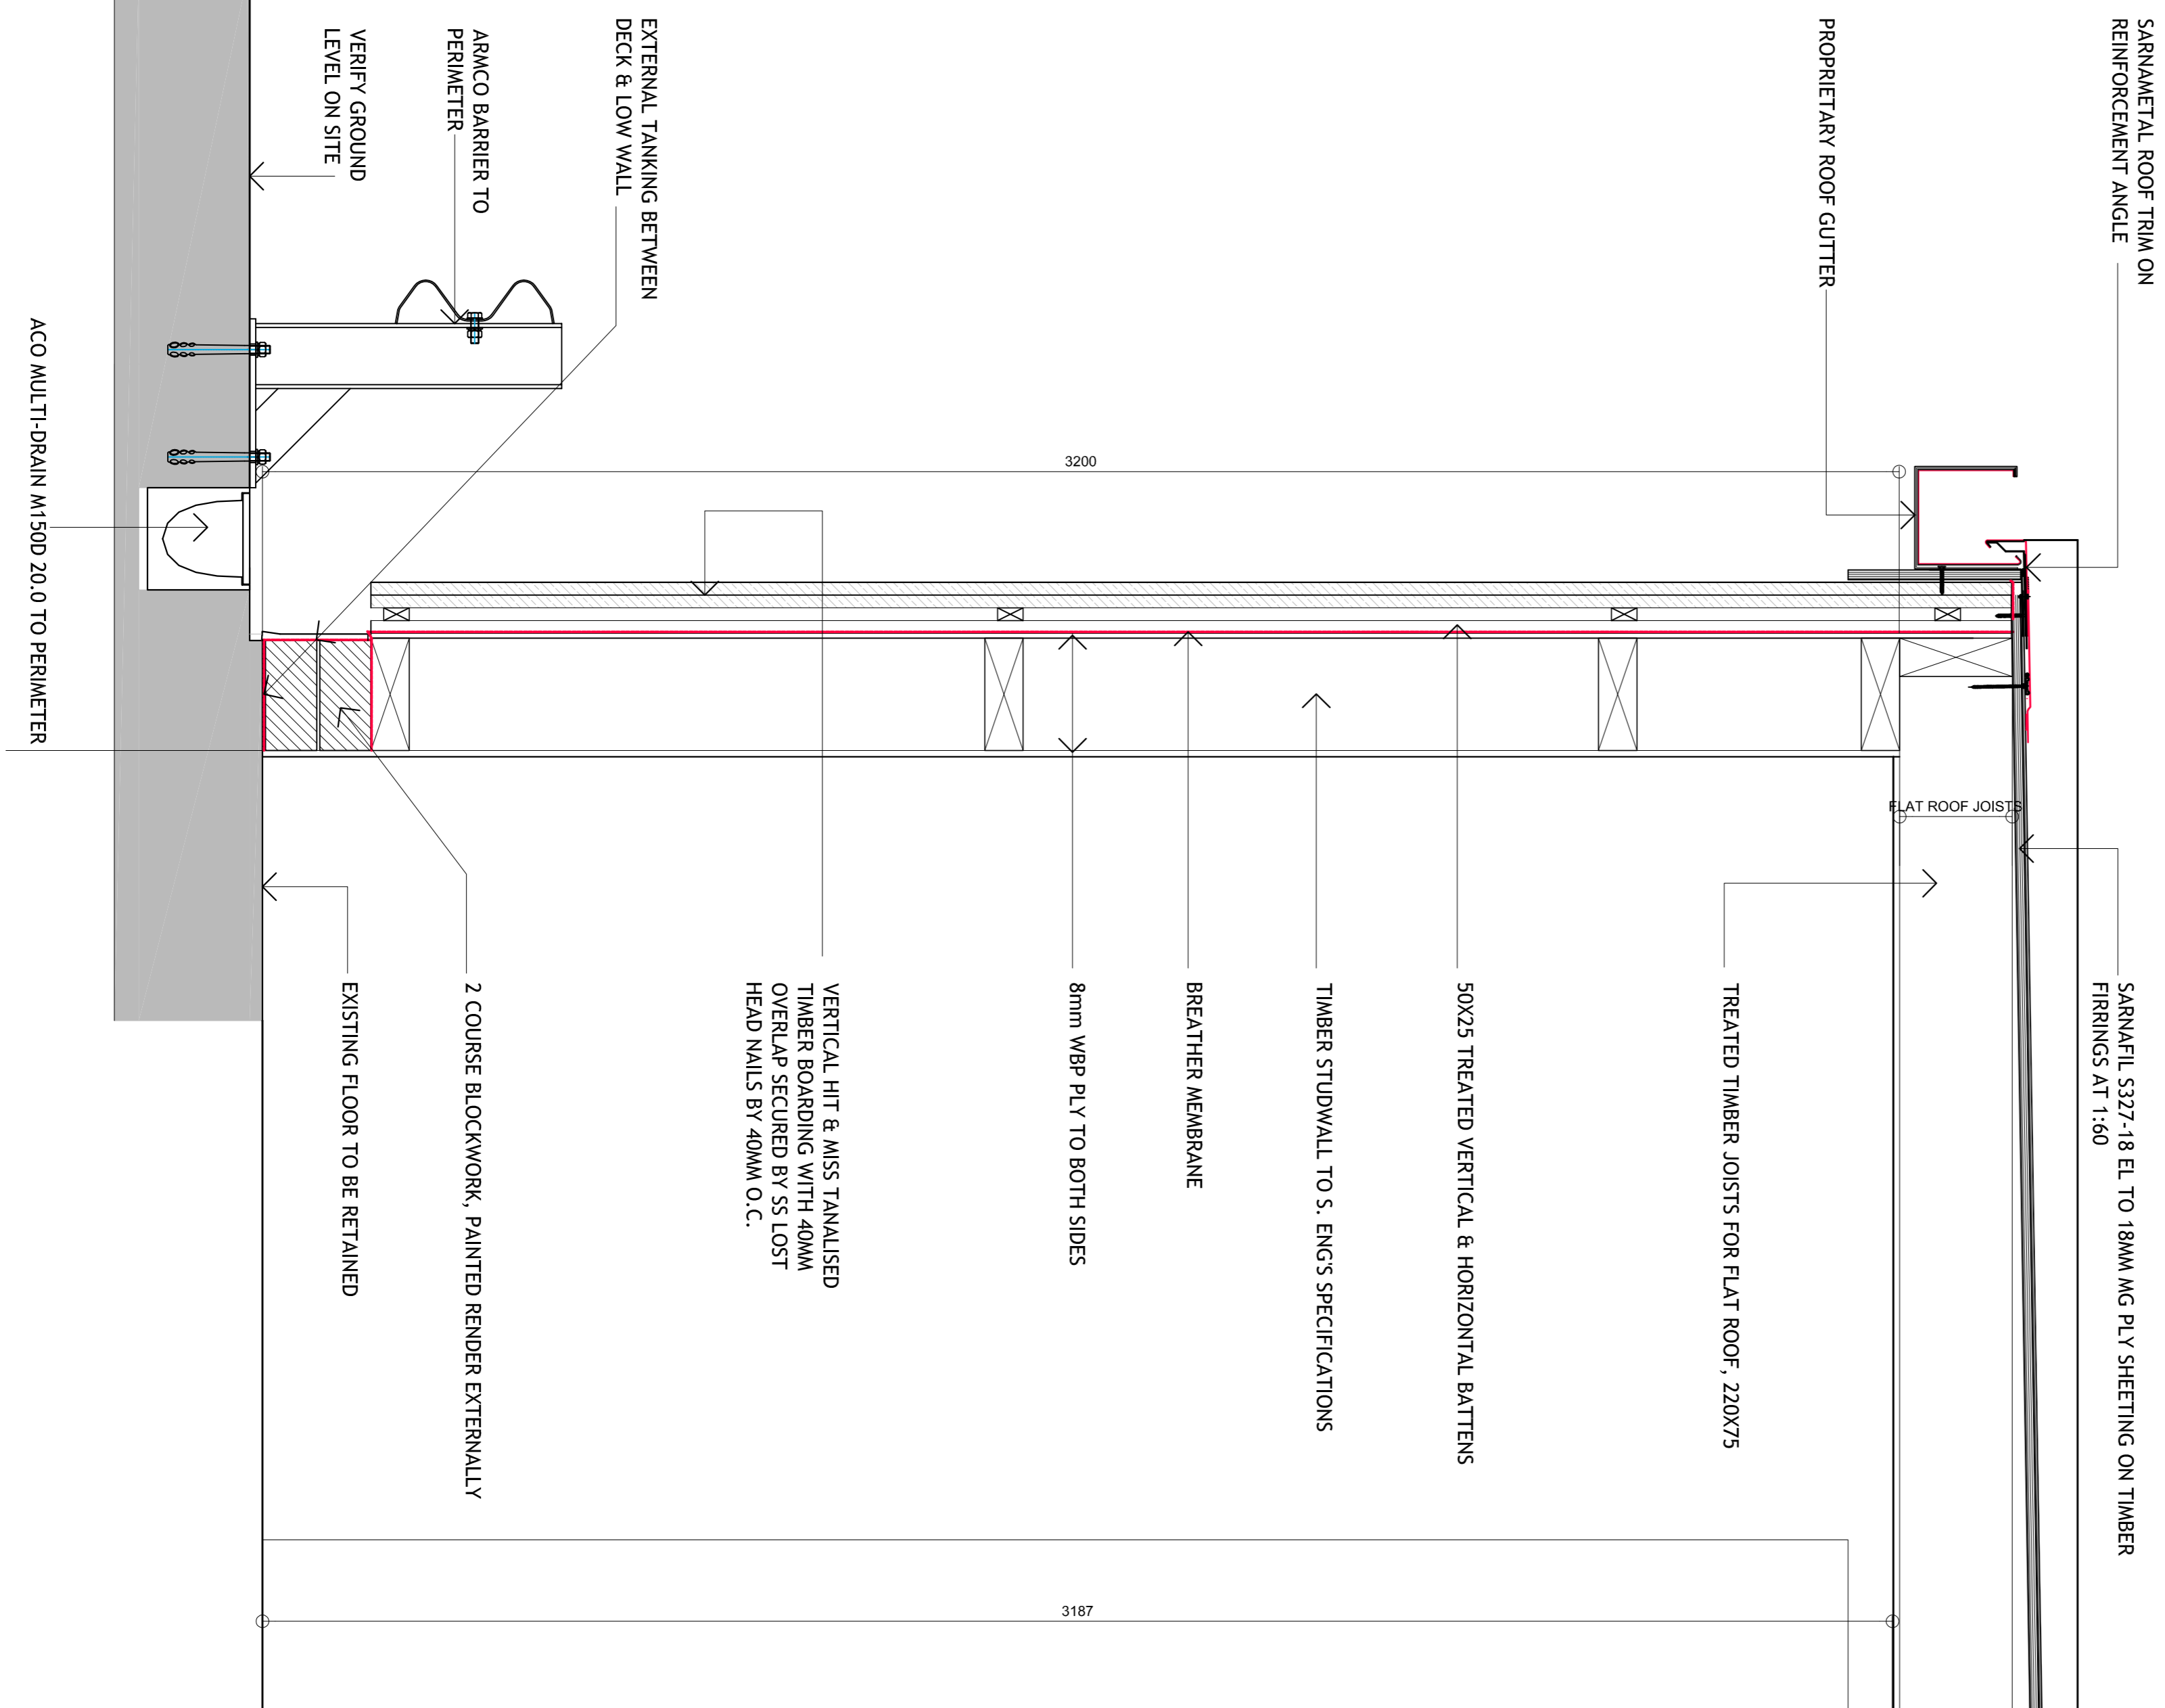 SARNAMETAL ROOF TRIM ON
REINFORCEMENT ANGLE
PROPRIETARY ROOF GUTTER
EXTERNAL TANKING BETWEEN
DECK & LOW WALL
ARMCO BARRIER TO
PERIMETER
VERIFY GROUND
LEVEL ON SITE
ACO MULTI-DRAIN M150D 20.0 TO PERIMETER
3200
FLAT ROOF JOISTS
SARNAFIL S327-18 EL TO 18MM MG PLY SHEETING ON TIMBER
FIRRINGS AT 1:60
TREATED TIMBER JOISTS FOR FLAT ROOF, 220X75
50X25 TREATED VERTICAL & HORIZONTAL BATTENS
TIMBER STUDWALL TO S. ENG'S SPECIFICATIONS
BREATHER MEMBRANE
8mm WBP PLY TO BOTH SIDES
VERTICAL HIT & MISS TANALISED
TIMBER BOARDING WITH 40MM
OVERLAP SECURED BY SS LOST
HEAD NAILS BY 40MM O.C.
2 COURSE BLOCKWORK, PAINTED RENDER EXTERNALLY
EXISTING FLOOR TO BE RETAINED
3187